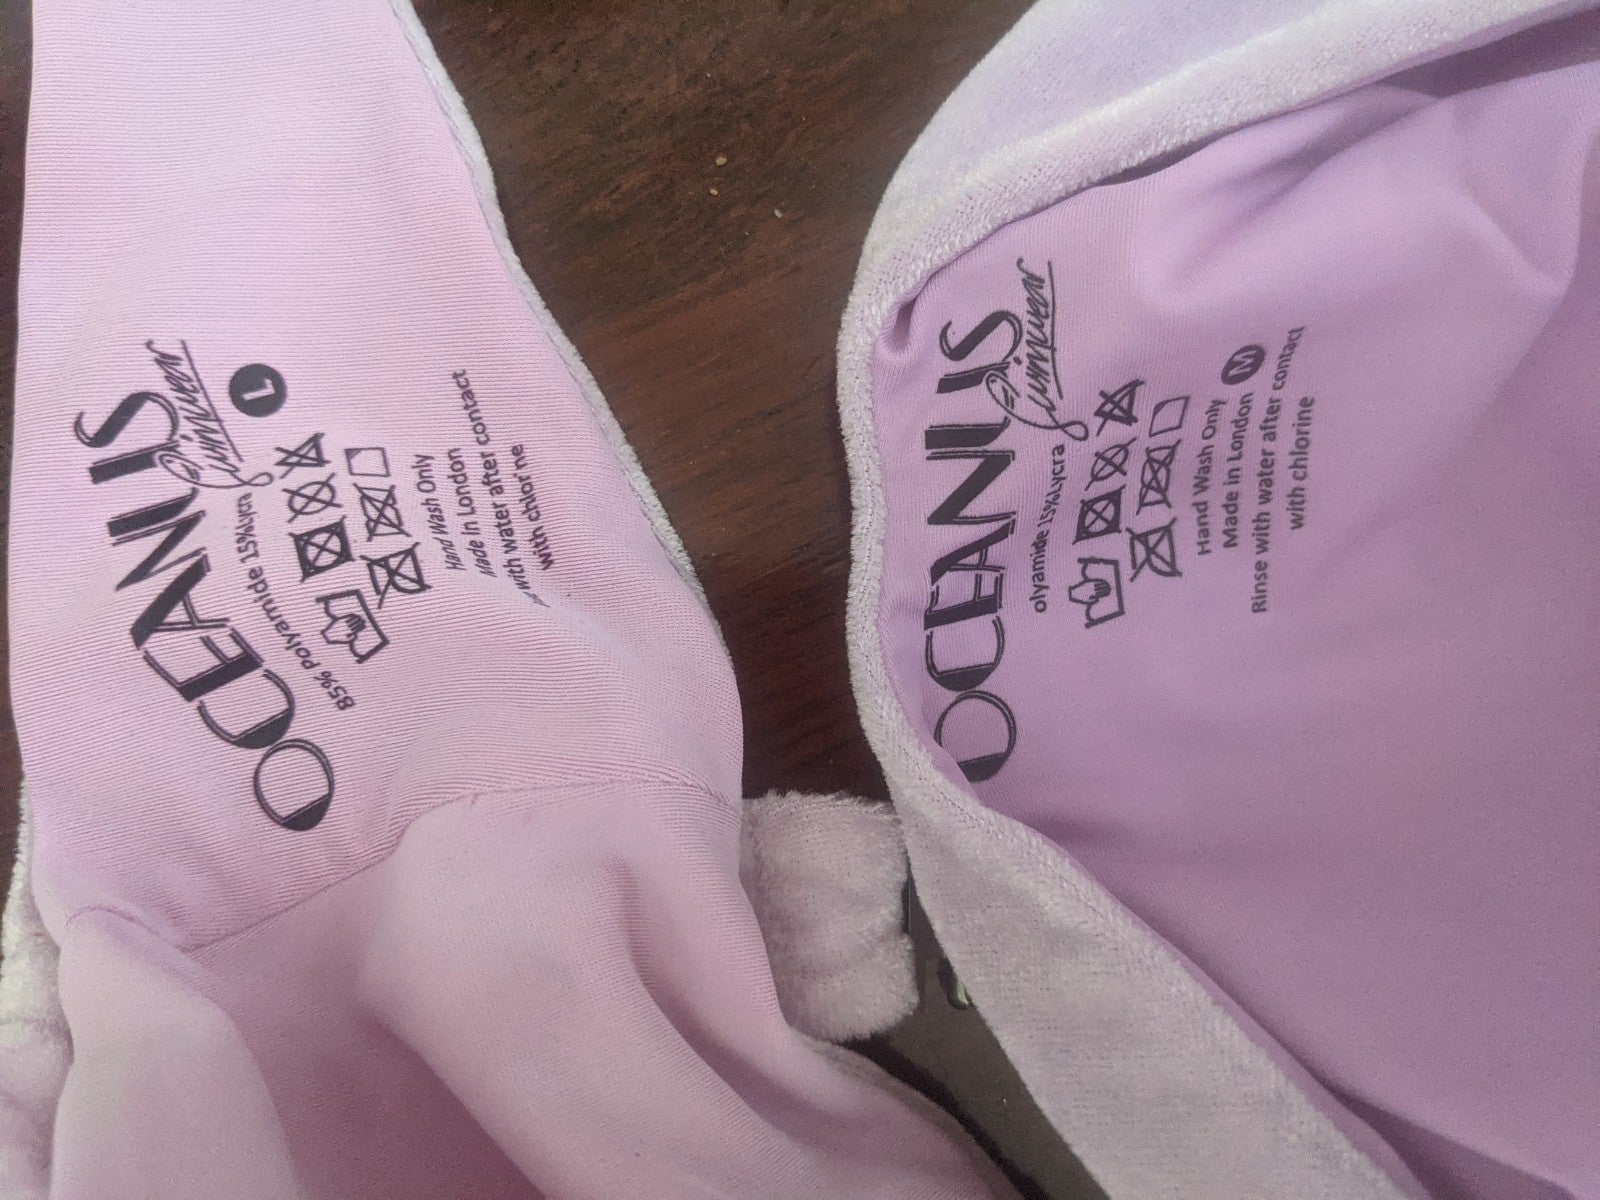 OCEANUS
Swimwear
85% Polyamide 15%Lycra
L
Hand Wash Only
Made in London
with water after contact
with chlorine
OCEANUS
Swimwear
olyamide 15%Lycra
Hand Wash Only
Made in London M
Rinse with water after contact
with chlorine